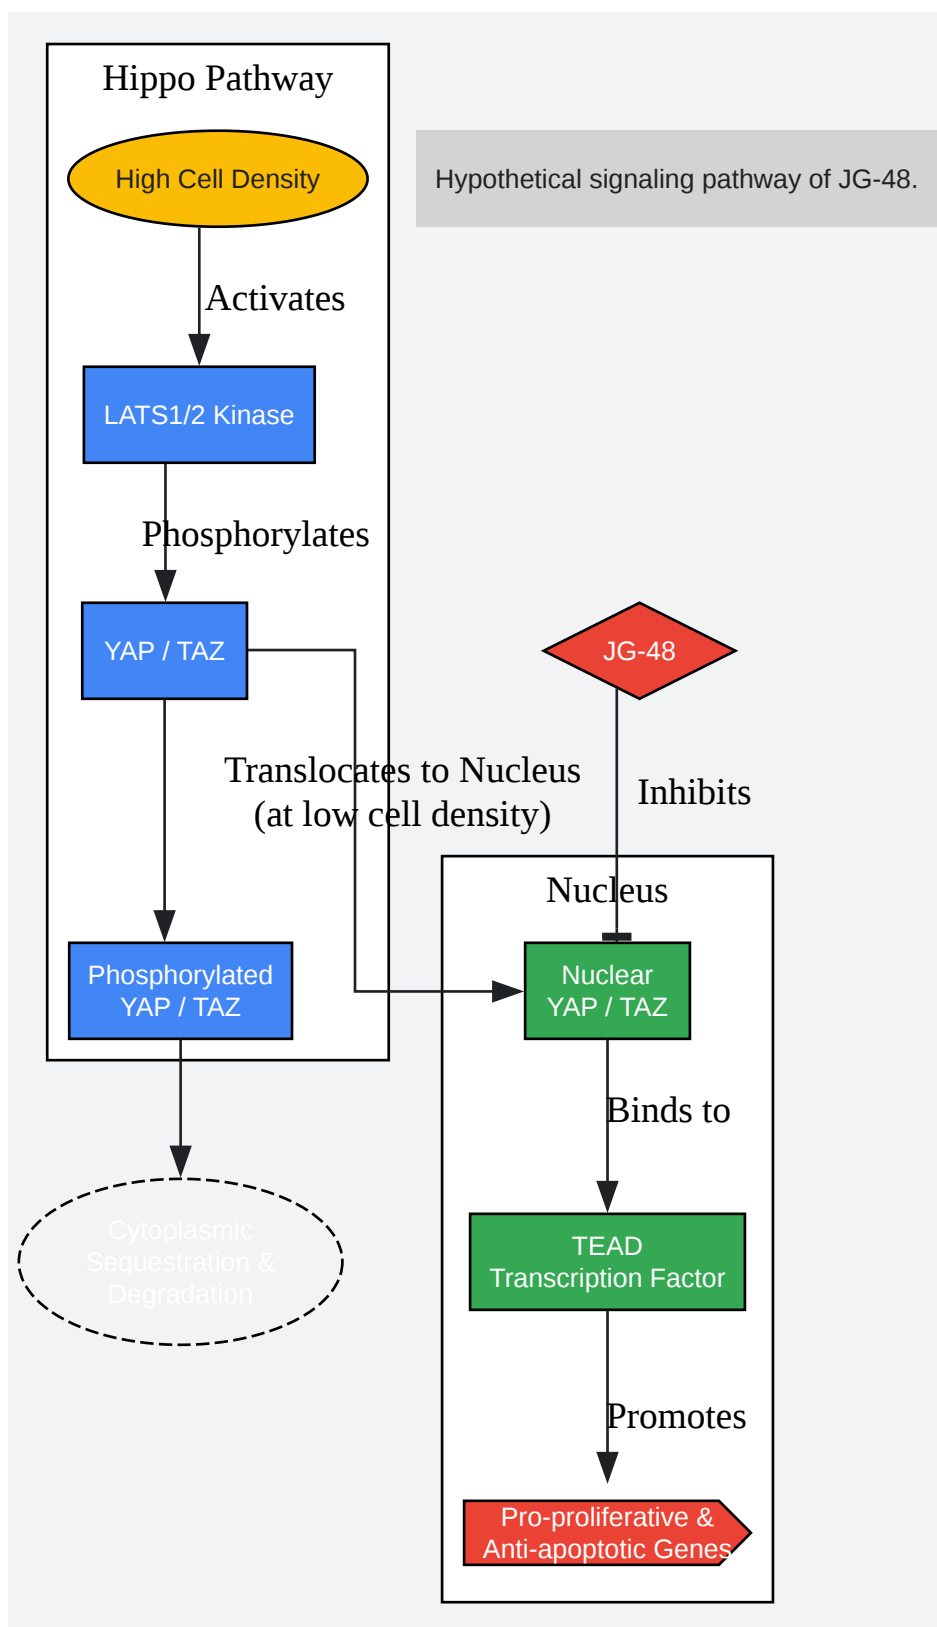 Hippo Pathway
High Cell Density
Hypothetical signaling pathway of JG-48.
Activates
LATS1/2 Kinase
Phosphorylates
YAP / TAZ
JG-48
Translocates to Nucleus
(at low cell density)
Inhibits
Nucleus
Phosphorylated
YAP / TAZ
Nuclear
YAP / TAZ
Binds to
Cytoplasmic
Sequestration &
Degradation
TEAD
Transcription Factor
Promotes
Pro-proliferative &
Anti-apoptotic Genes